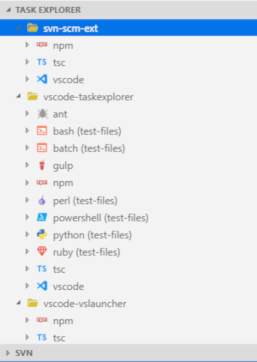 TASK EXPLORER
svn-scm-ext
npm
TS tsc
vscode
vscode-taskexplorer
ant
bash (test-files)
batch (test-files)
gulp
npm
perl (test-files)
powershell (test-files)
python (test-files)
ruby (test-files)
TS tsc
vscode
vscode-vslauncher
npm
TS tsc
SVN